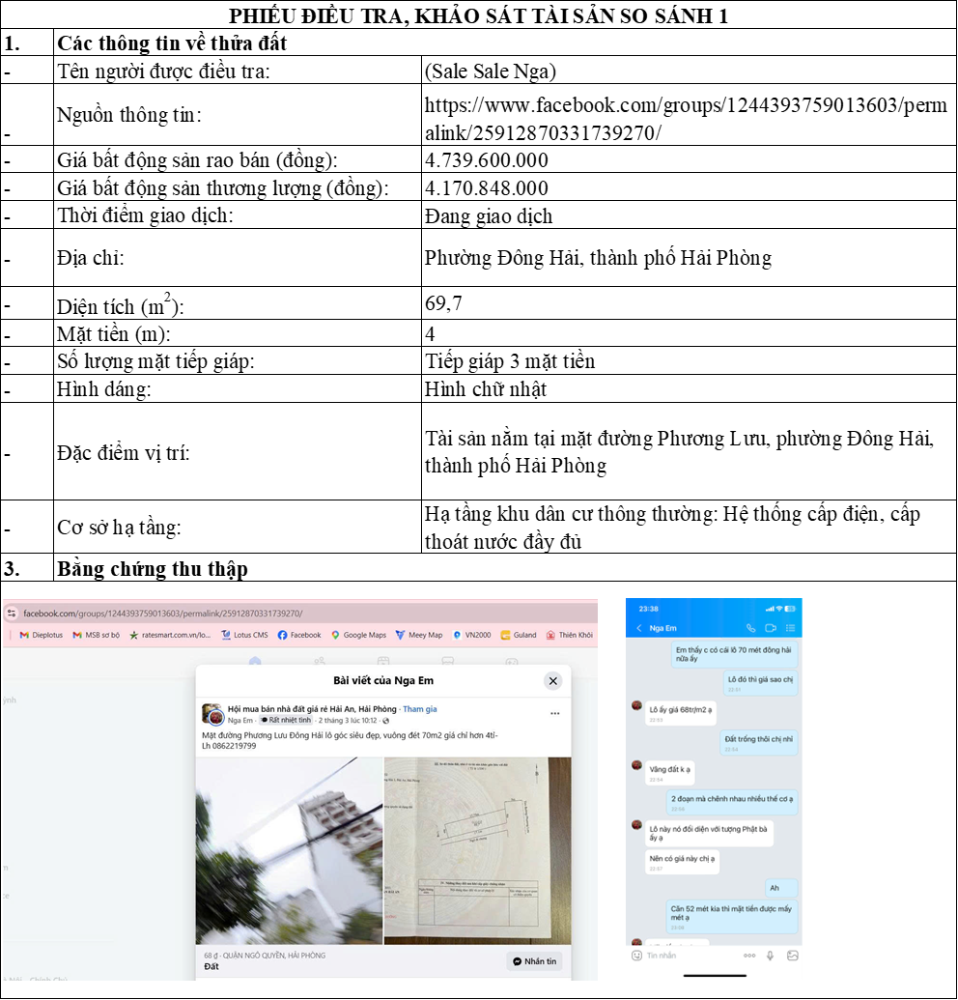 PHIẾU ĐIỀU TRA, KHẢO SÁT TÀI SẢN SO SÁNH 1
1. Các thông tin về thửa đất
- Tên người được điều tra: (Sale Sale Nga)
- Nguồn thông tin: https://www.facebook.com/groups/1244393759013603/perm
alink/25912870331739270/
- Giá bất động sản rao bán (đồng): 4.739.600.000
- Giá bất động sản thương lượng (đồng): 4.170.848.000
- Thời điểm giao dịch: Đang giao dịch
- Địa chỉ: Phường Đông Hải, thành phố Hải Phòng
- Diện tích (m²): 69,7
- Mặt tiền (m): 4
- Số lượng mặt tiếp giáp: Tiếp giáp 3 mặt tiền
- Hình dáng: Hình chữ nhật
- Đặc điểm vị trí: Tài sản nằm tại mặt đường Phương Lưu, phường Đông Hải,
thành phố Hải Phòng
- Cơ sở hạ tầng: Hạ tầng khu dân cư thông thường: Hệ thống cấp điện, cấp
thoát nước đầy đủ
3. Bằng chứng thu thập
facebook.com/groups/1244393759013603/permalink/25912870331739270/
Dieplotus MSB sơ bộ ratesmart.com.vn/lo... Lotus CMS Facebook Google Maps Meey Map VN2000 Guland Thiên Khôi
Bài viết của Nga Em
Hội mua bán nhà đất giá rẻ Hải An, Hải Phòng · Tham gia
Nga Em · Rất nhiệt tình · 2 tháng 3 lúc 10:12 ·
Mặt đường Phương Lưu Đông Hải lô góc siêu đẹp, vuông đét 70m2 giá chỉ hơn 4tỉ-
Lh 0862219799
68 ₫ · QUẬN NGÔ QUYỀN, HẢI PHÒNG
Đất
Nhắn tin
23:38
Nga Em
Em thấy c có cái lô 70 mét đông hải
nữa ấy
Lô đó thì giá sao chị
22:51
Lô ấy giá 68tr/m2 ạ
22:53
Đất trống thôi chị nhỉ
22:54
Vâng đất k ạ
22:54
2 đoạn mà chênh nhau nhiều thế cơ ạ
22:56
Lô này nó đối diện với tượng Phật bà
ấy ạ
Nên có giá này chị ạ
22:57
Ah
Căn 52 mét kia thì mặt tiền được mấy
mét ạ
Tin nhắn